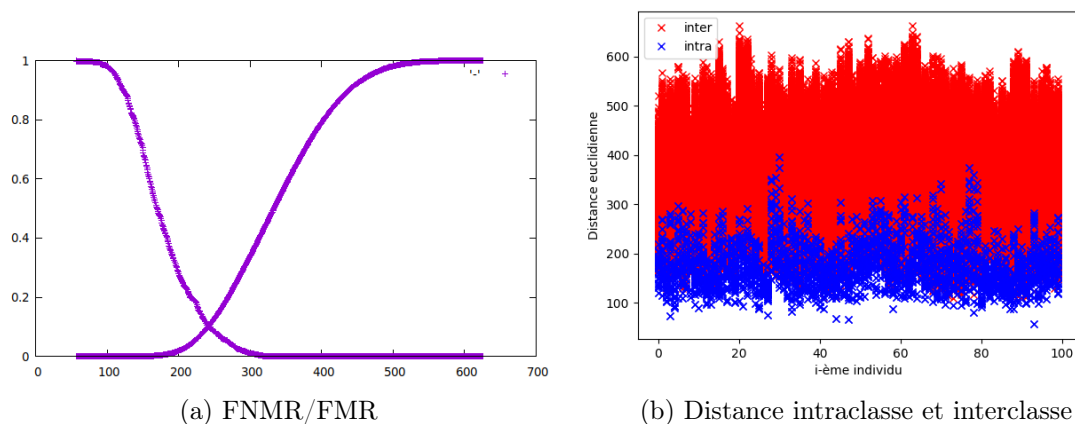 1
0.8
0.6
0.4
0.2
0
0 100 200 300 400 500 600 700
(a) FNMR/FMR
inter
intra
600
500
400
300
200
100
Distance euclidienne
0 20 40 60 80 100
i-ème individu
(b) Distance intraclasse et interclasse